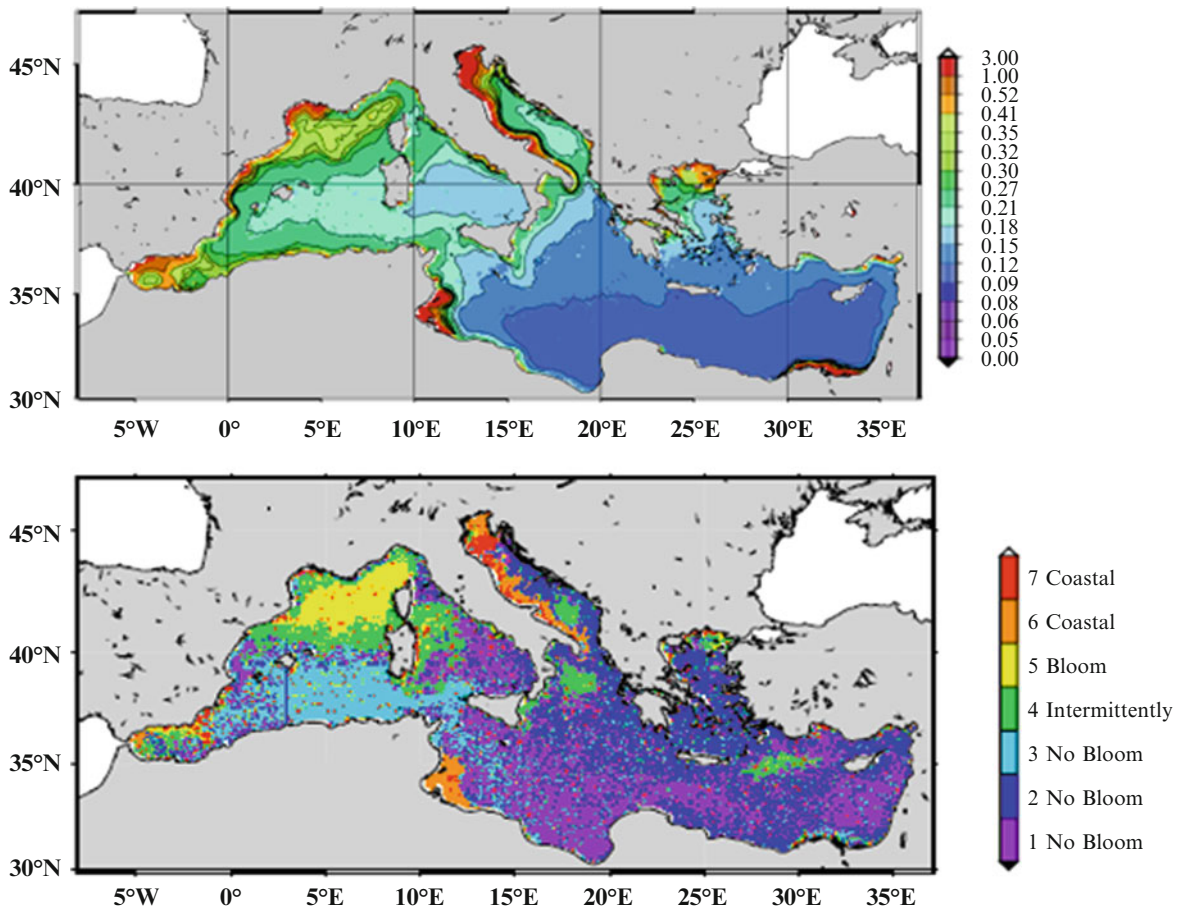 45°N
40°N
35°N
30°N
5°W 0° 5°E 10°E 15°E 20°E 25°E 30°E 35°E
3.00
1.00
0.52
0.41
0.35
0.32
0.30
0.27
0.21
0.18
0.15
0.12
0.09
0.08
0.06
0.05
0.00
45°N
40°N
35°N
30°N
5°W 0° 5°E 10°E 15°E 20°E 25°E 30°E 35°E
7 Coastal
6 Coastal
5 Bloom
4 Intermittently
3 No Bloom
2 No Bloom
1 No Bloom